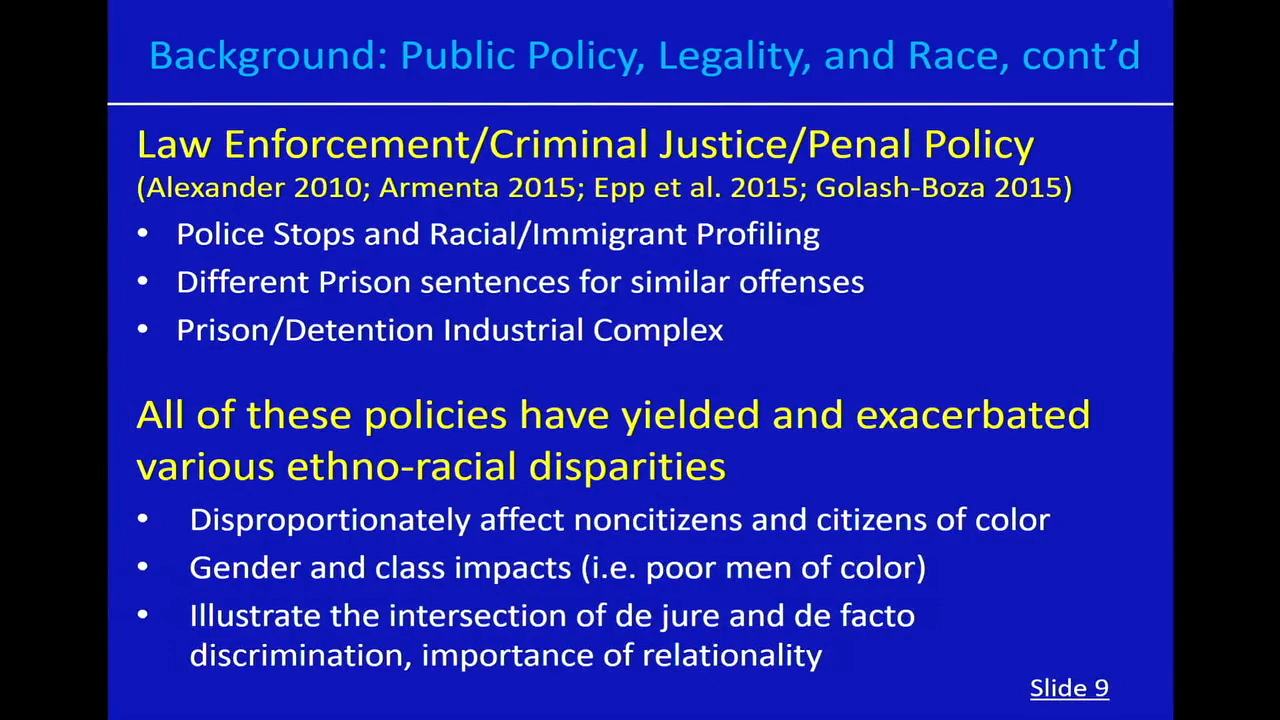 Background: Public Policy, Legality, and Race, cont’d
Law Enforcement/Criminal Justice/Penal Policy
(Alexander 2010; Armenta 2015; Epp et al. 2015; Golash-Boza 2015)
• Police Stops and Racial/Immigrant Profiling
• Different Prison sentences for similar offenses
• Prison/Detention Industrial Complex
All of these policies have yielded and exacerbated
various ethno-racial disparities
• Disproportionately affect noncitizens and citizens of color
• Gender and class impacts (i.e. poor men of color)
• Illustrate the intersection of de jure and de facto
discrimination, importance of relationality
Slide 9